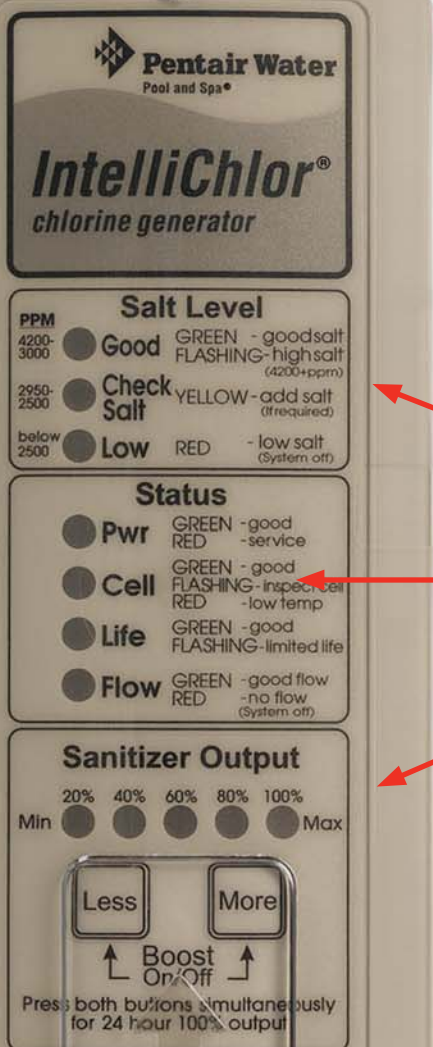 Pentair Water
Pool and Spa®
IntelliChlor®
chlorine generator
Salt Level
PPM
4200-3000 Good GREEN - good salt
FLASHING - high salt
(4200+ppm)
2950-2500 Check Salt YELLOW - add salt
(If required)
below 2500 Low RED - low salt
(System off)
Status
Pwr GREEN - good
RED - service
Cell GREEN - good
FLASHING - inspect cell
RED - low temp
Life GREEN - good
FLASHING - limited life
Flow GREEN - good flow
RED - no flow
(System off)
Sanitizer Output
20% 40% 60% 80% 100%
Min Max
Less More
Boost
On/Off
Press both buttons simultaneously
for 24 hour 100% output